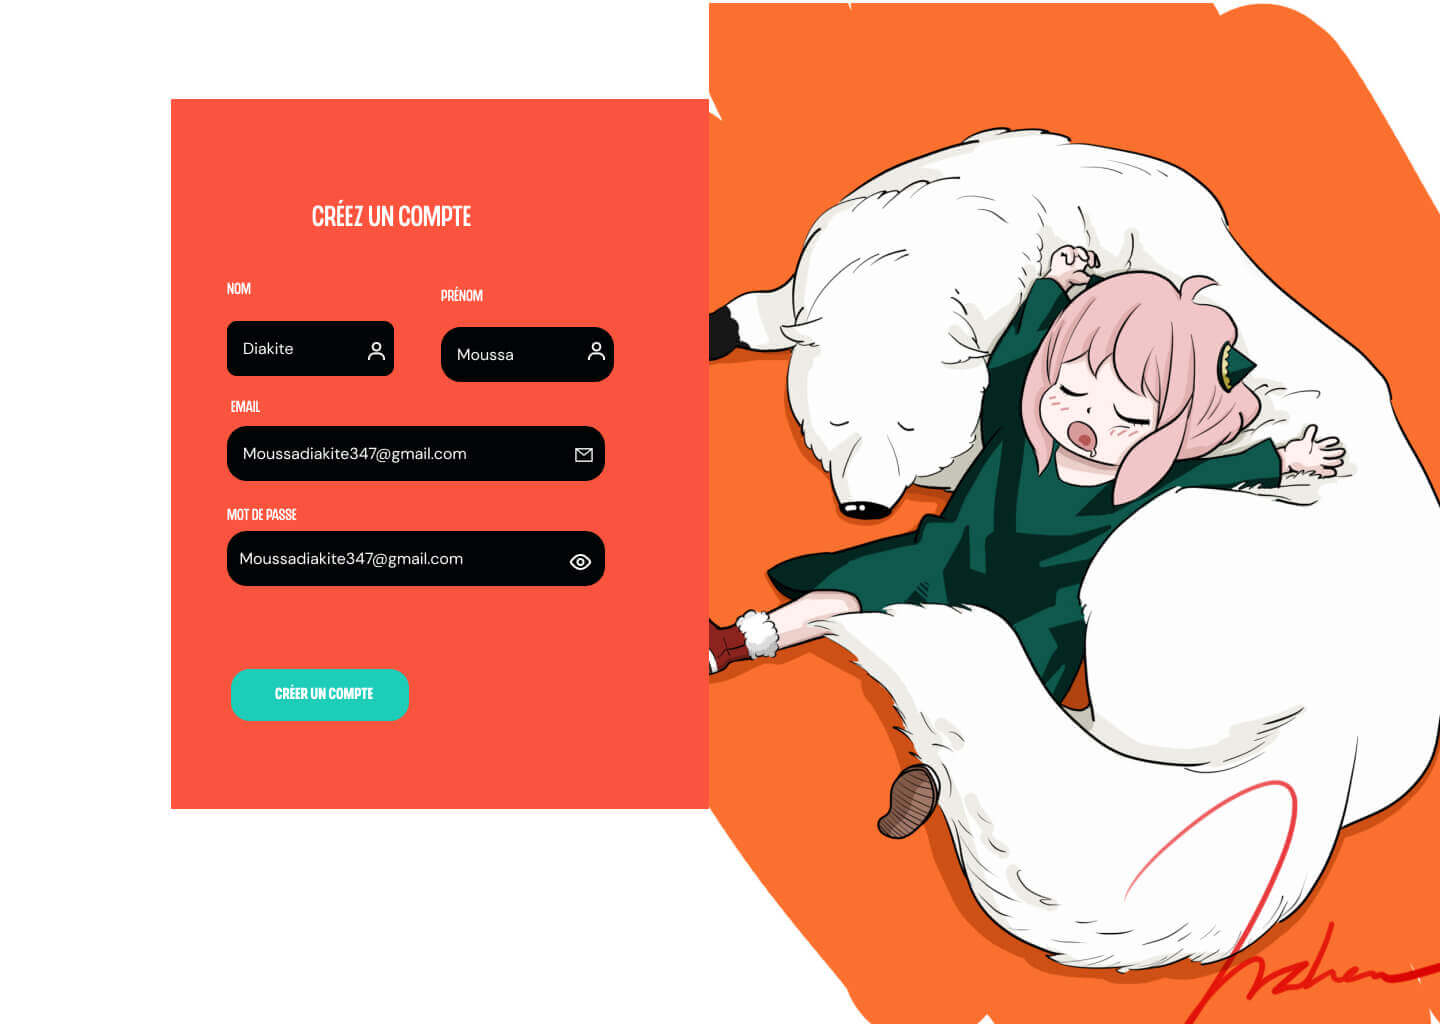 CRÉEZ UN COMPTE
NOM
PRÉNOM
Diakite
Moussa
EMAIL
Moussadiakite347@gmail.com
MOT DE PASSE
Moussadiakite347@gmail.com
CRÉER UN COMPTE